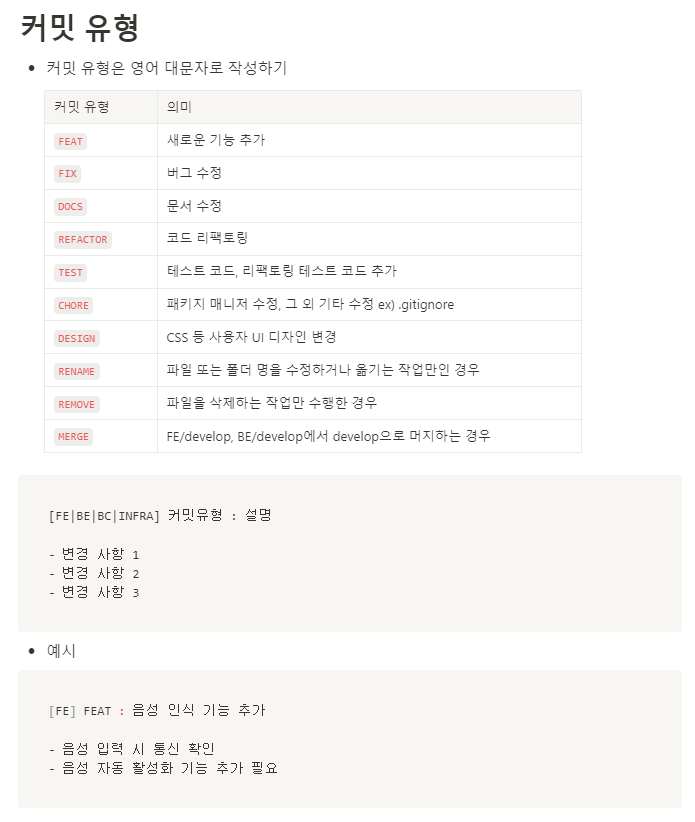 커밋 유형
• 커밋 유형은 영어 대문자로 작성하기
커밋 유형 의미
FEAT 새로운 기능 추가
FIX 버그 수정
DOCS 문서 수정
REFACTOR 코드 리팩토링
TEST 테스트 코드, 리팩토링 테스트 코드 추가
CHORE 패키지 매니저 수정, 그 외 기타 수정 ex) .gitignore
DESIGN CSS 등 사용자 UI 디자인 변경
RENAME 파일 또는 폴더 명을 수정하거나 옮기는 작업만인 경우
REMOVE 파일을 삭제하는 작업만 수행한 경우
MERGE FE/develop, BE/develop에서 develop으로 머지하는 경우
[FE|BE|BC|INFRA] 커밋유형 : 설명
- 변경 사항 1
- 변경 사항 2
- 변경 사항 3
• 예시
[FE] FEAT : 음성 인식 기능 추가
- 음성 입력 시 통신 확인
- 음성 자동 활성화 기능 추가 필요